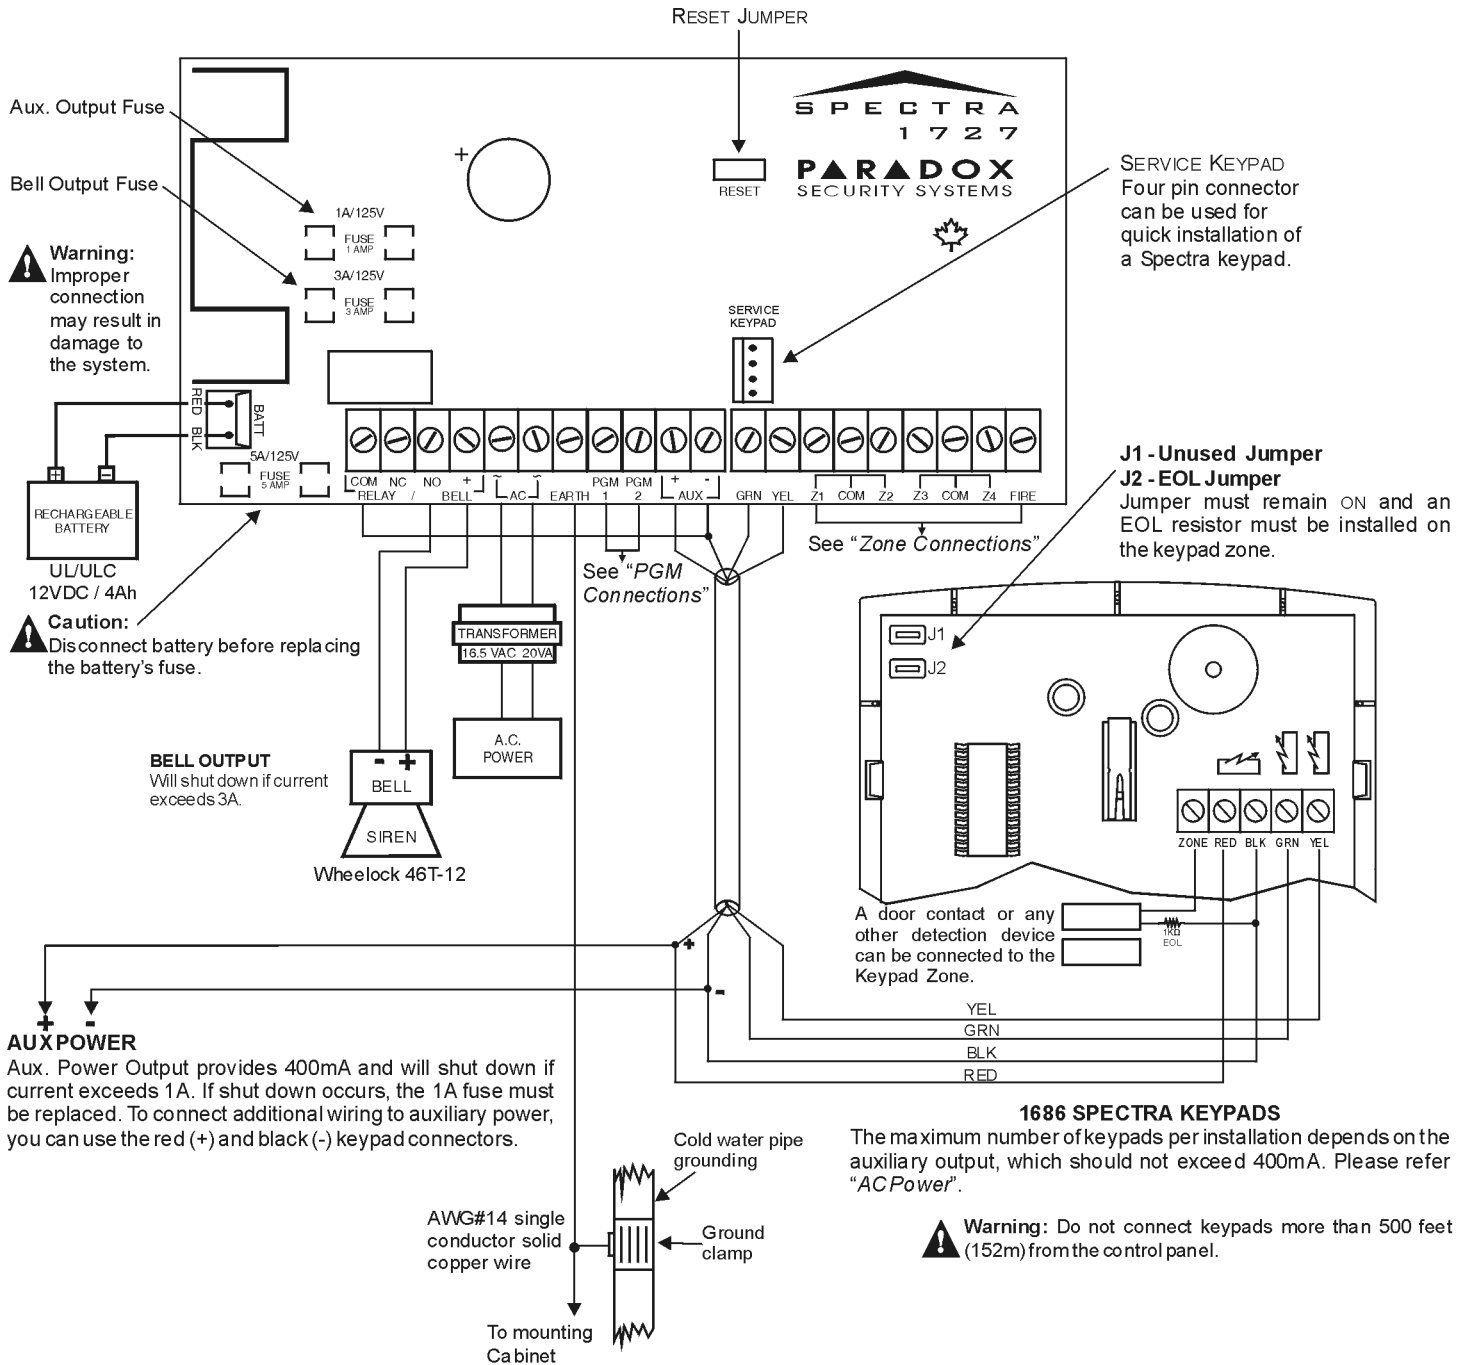 RESET JUMPER
Aux. Output Fuse
Bell Output Fuse
SPECTRA
1727
PARADOX
SECURITY SYSTEMS
RESET
+
1A/125V
FUSE
1 AMP
3A/125V
FUSE
3 AMP
Warning:
Improper
connection
may result in
damage to
the system.
SERVICE KEYPAD
Four pin connector
can be used for
quick installation of
a Spectra keypad.
SERVICE
KEYPAD
RED
BLK
BATT
5A/125V
FUSE
5 AMP
+ -
RECHARGEABLE
BATTERY
UL/ULC
12VDC / 4Ah
COM NC NO + ~ ~ PGM PGM + -
RELAY / BELL AC EARTH 1 2 AUX GRN YEL Z1 COM Z2 Z3 COM Z4 FIRE
See “PGM
Connections”
See “Zone Connections”
J1 - Unused Jumper
J2 - EOL Jumper
Jumper must remain ON and an
EOL resistor must be installed on
the keypad zone.
Caution:
Disconnect battery before replacing
the battery's fuse.
TRANSFORMER
16.5 VAC 20VA
A.C.
POWER
BELL OUTPUT
Will shut down if current
exceeds 3A.
- +
BELL
SIREN
Wheelock 46T-12
J1
J2
ZONE RED BLK GRN YEL
A door contact or any
other detection device
can be connected to the
Keypad Zone.
1KΩ
EOL
+
-
YEL
GRN
BLK
RED
+ -
AUX POWER
Aux. Power Output provides 400mA and will shut down if
current exceeds 1A. If shut down occurs, the 1A fuse must
be replaced. To connect additional wiring to auxiliary power,
you can use the red (+) and black (-) keypad connectors.
1686 SPECTRA KEYPADS
The maximum number of keypads per installation depends on the
auxiliary output, which should not exceed 400mA. Please refer
“AC Power”.
Warning: Do not connect keypads more than 500 feet
(152m) from the control panel.
Cold water pipe
grounding
AWG#14 single
conductor solid
copper wire
Ground
clamp
To mounting
Cabinet